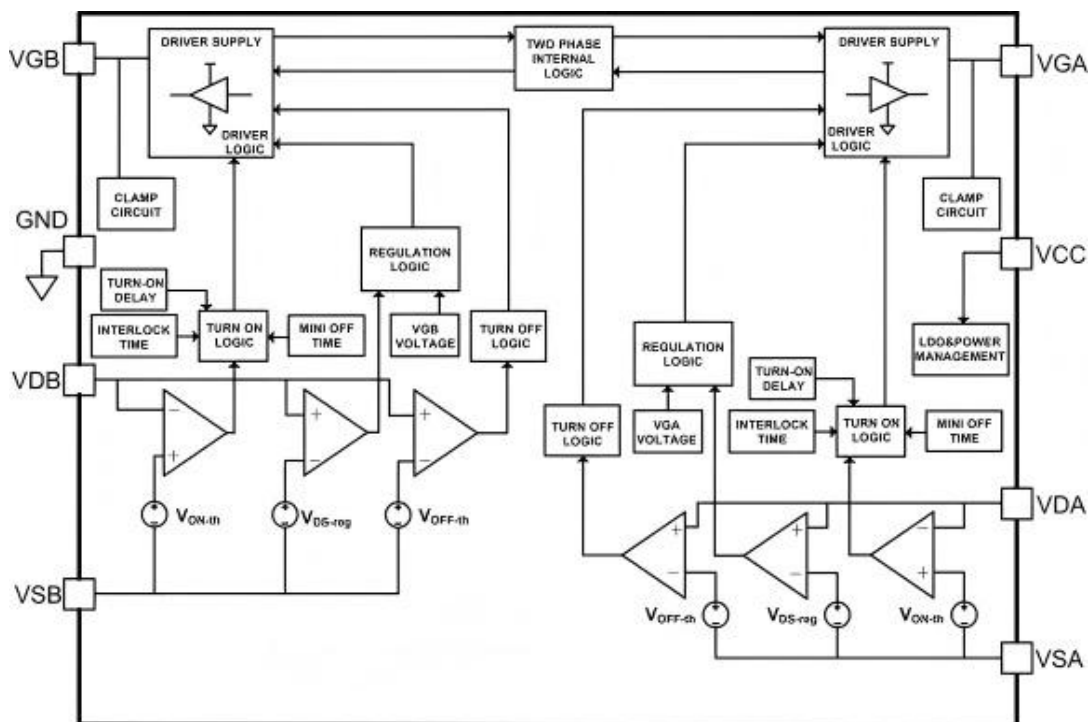 VGB
DRIVER SUPPLY
DRIVER
LOGIC
TWO PHASE
INTERNAL
LOGIC
DRIVER SUPPLY
DRIVER
LOGIC
VGA
CLAMP
CIRCUIT
CLAMP
CIRCUIT
GND
REGULATION
LOGIC
VCC
TURN-ON
DELAY
INTERLOCK
TIME
TURN ON
LOGIC
MINI OFF
TIME
VGB
VOLTAGE
TURN OFF
LOGIC
REGULATION
LOGIC
LDO&POWER
MANAGEMENT
VDB
TURN-ON
DELAY
TURN OFF
LOGIC
VGA
VOLTAGE
INTERLOCK
TIME
TURN ON
LOGIC
MINI OFF
TIME
VON-th
VDS-reg
VOFF-th
VDA
VSB
VOFF-th
VDS-reg
VON-th
VSA